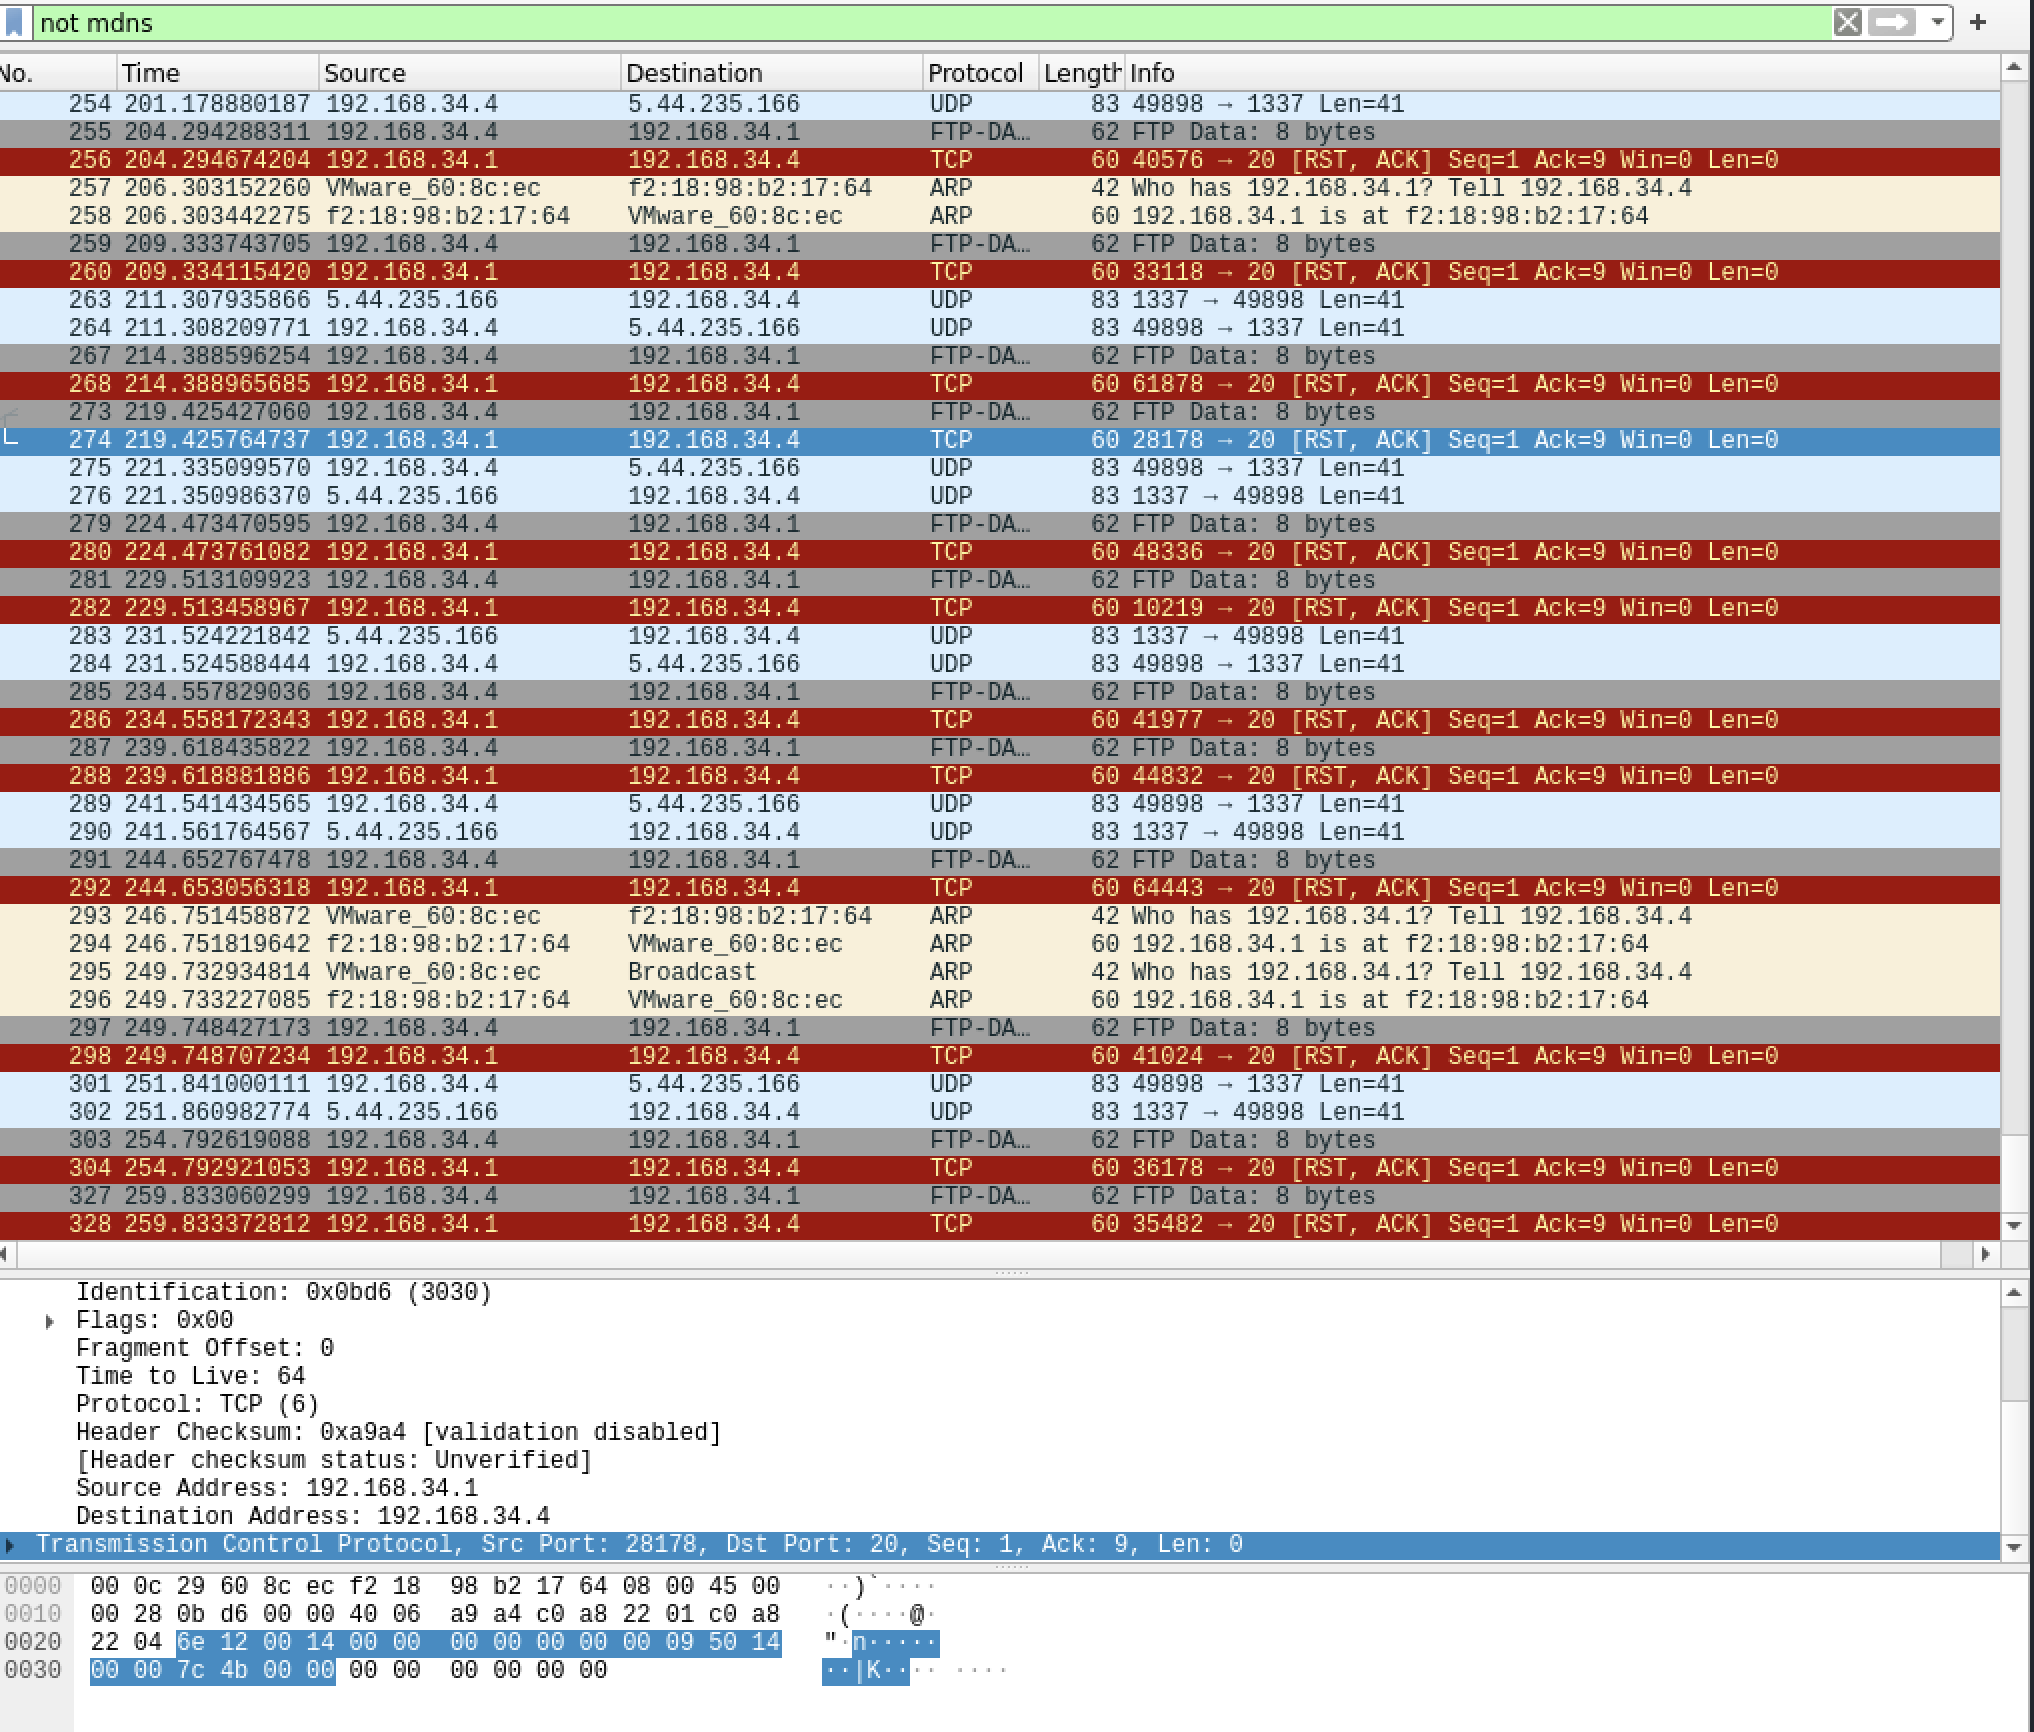 not mdns
No. Time Source Destination Protocol Length Info
254 201.178880187 192.168.34.4 5.44.235.166 UDP 83 49898 → 1337 Len=41
255 204.294288311 192.168.34.4 192.168.34.1 FTP-DA… 62 FTP Data: 8 bytes
256 204.294674204 192.168.34.1 192.168.34.4 TCP 60 40576 → 20 [RST, ACK] Seq=1 Ack=9 Win=0 Len=0
257 206.303152260 VMware_60:8c:ec f2:18:98:b2:17:64 ARP 42 Who has 192.168.34.1? Tell 192.168.34.4
258 206.303442275 f2:18:98:b2:17:64 VMware_60:8c:ec ARP 60 192.168.34.1 is at f2:18:98:b2:17:64
259 209.333743705 192.168.34.4 192.168.34.1 FTP-DA… 62 FTP Data: 8 bytes
260 209.334115420 192.168.34.1 192.168.34.4 TCP 60 33118 → 20 [RST, ACK] Seq=1 Ack=9 Win=0 Len=0
263 211.307935866 5.44.235.166 192.168.34.4 UDP 83 1337 → 49898 Len=41
264 211.308209771 192.168.34.4 5.44.235.166 UDP 83 49898 → 1337 Len=41
267 214.388596254 192.168.34.4 192.168.34.1 FTP-DA… 62 FTP Data: 8 bytes
268 214.388965685 192.168.34.1 192.168.34.4 TCP 60 61878 → 20 [RST, ACK] Seq=1 Ack=9 Win=0 Len=0
273 219.425427060 192.168.34.4 192.168.34.1 FTP-DA… 62 FTP Data: 8 bytes
274 219.425764737 192.168.34.1 192.168.34.4 TCP 60 28178 → 20 [RST, ACK] Seq=1 Ack=9 Win=0 Len=0
275 221.335099570 192.168.34.4 5.44.235.166 UDP 83 49898 → 1337 Len=41
276 221.350986370 5.44.235.166 192.168.34.4 UDP 83 1337 → 49898 Len=41
279 224.473470595 192.168.34.4 192.168.34.1 FTP-DA… 62 FTP Data: 8 bytes
280 224.473761082 192.168.34.1 192.168.34.4 TCP 60 48336 → 20 [RST, ACK] Seq=1 Ack=9 Win=0 Len=0
281 229.513109923 192.168.34.4 192.168.34.1 FTP-DA… 62 FTP Data: 8 bytes
282 229.513458967 192.168.34.1 192.168.34.4 TCP 60 10219 → 20 [RST, ACK] Seq=1 Ack=9 Win=0 Len=0
283 231.524221842 5.44.235.166 192.168.34.4 UDP 83 1337 → 49898 Len=41
284 231.524588444 192.168.34.4 5.44.235.166 UDP 83 49898 → 1337 Len=41
285 234.557829036 192.168.34.4 192.168.34.1 FTP-DA… 62 FTP Data: 8 bytes
286 234.558172343 192.168.34.1 192.168.34.4 TCP 60 41977 → 20 [RST, ACK] Seq=1 Ack=9 Win=0 Len=0
287 239.618435822 192.168.34.4 192.168.34.1 FTP-DA… 62 FTP Data: 8 bytes
288 239.618881886 192.168.34.1 192.168.34.4 TCP 60 44832 → 20 [RST, ACK] Seq=1 Ack=9 Win=0 Len=0
289 241.541434565 192.168.34.4 5.44.235.166 UDP 83 49898 → 1337 Len=41
290 241.561764567 5.44.235.166 192.168.34.4 UDP 83 1337 → 49898 Len=41
291 244.652767478 192.168.34.4 192.168.34.1 FTP-DA… 62 FTP Data: 8 bytes
292 244.653056318 192.168.34.1 192.168.34.4 TCP 60 64443 → 20 [RST, ACK] Seq=1 Ack=9 Win=0 Len=0
293 246.751458872 VMware_60:8c:ec f2:18:98:b2:17:64 ARP 42 Who has 192.168.34.1? Tell 192.168.34.4
294 246.751819642 f2:18:98:b2:17:64 VMware_60:8c:ec ARP 60 192.168.34.1 is at f2:18:98:b2:17:64
295 249.732934814 VMware_60:8c:ec Broadcast ARP 42 Who has 192.168.34.1? Tell 192.168.34.4
296 249.733227085 f2:18:98:b2:17:64 VMware_60:8c:ec ARP 60 192.168.34.1 is at f2:18:98:b2:17:64
297 249.748427173 192.168.34.4 192.168.34.1 FTP-DA… 62 FTP Data: 8 bytes
298 249.748707234 192.168.34.1 192.168.34.4 TCP 60 41024 → 20 [RST, ACK] Seq=1 Ack=9 Win=0 Len=0
301 251.841000111 192.168.34.4 5.44.235.166 UDP 83 49898 → 1337 Len=41
302 251.860982774 5.44.235.166 192.168.34.4 UDP 83 1337 → 49898 Len=41
303 254.792619088 192.168.34.4 192.168.34.1 FTP-DA… 62 FTP Data: 8 bytes
304 254.792921053 192.168.34.1 192.168.34.4 TCP 60 36178 → 20 [RST, ACK] Seq=1 Ack=9 Win=0 Len=0
327 259.833060299 192.168.34.4 192.168.34.1 FTP-DA… 62 FTP Data: 8 bytes
328 259.833372812 192.168.34.1 192.168.34.4 TCP 60 35482 → 20 [RST, ACK] Seq=1 Ack=9 Win=0 Len=0
Identification: 0x0bd6 (3030)
Flags: 0x00
Fragment Offset: 0
Time to Live: 64
Protocol: TCP (6)
Header Checksum: 0xa9a4 [validation disabled]
[Header checksum status: Unverified]
Source Address: 192.168.34.1
Destination Address: 192.168.34.4
Transmission Control Protocol, Src Port: 28178, Dst Port: 20, Seq: 1, Ack: 9, Len: 0
0000 00 0c 29 60 8c ec f2 18 98 b2 17 64 08 00 45 00 ··)`····
0010 00 28 0b d6 00 00 40 06 a9 a4 c0 a8 22 01 c0 a8 ·(····@·
0020 22 04 6e 12 00 14 00 00 00 00 00 00 00 09 50 14 "·n·····
0030 00 00 7c 4b 00 00 00 00 00 00 00 00 ··|K···· ····